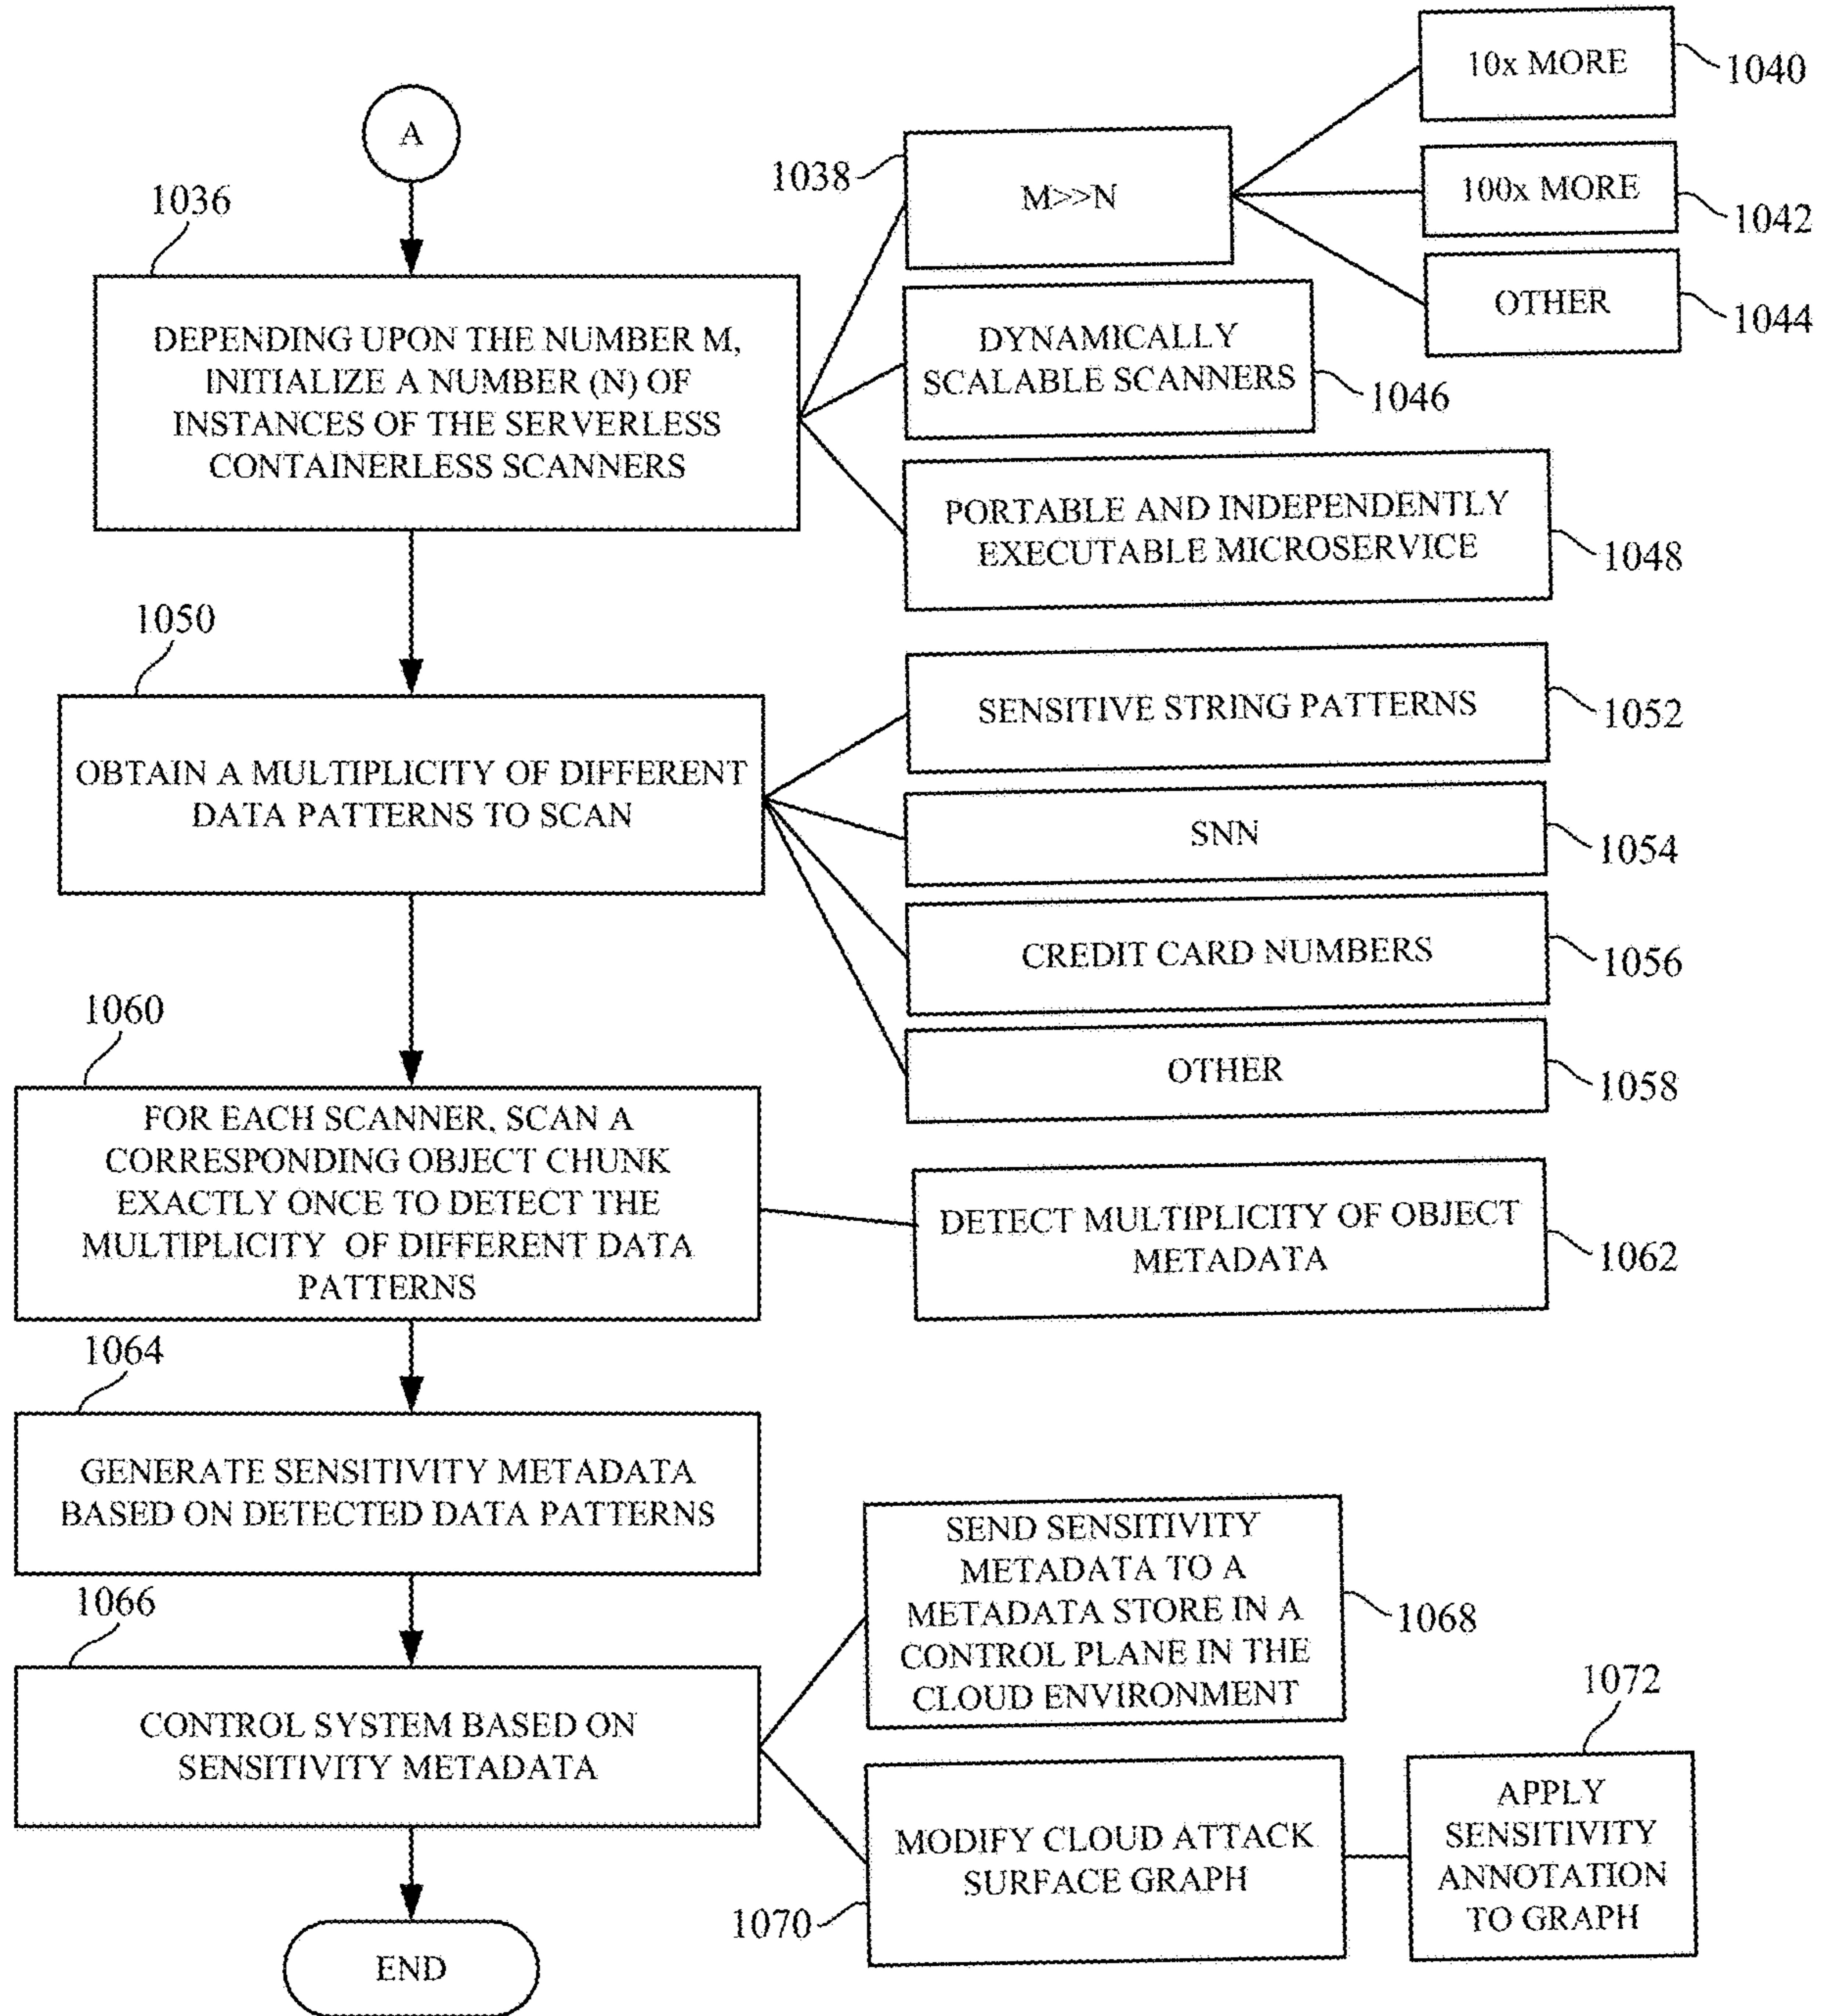 A
1036
DEPENDING UPON THE NUMBER M,
INITIALIZE A NUMBER (N) OF
INSTANCES OF THE SERVERLESS
CONTAINERLESS SCANNERS
1038
M>>N
10x MORE
1040
100x MORE
1042
OTHER
1044
DYNAMICALLY
SCALABLE SCANNERS
1046
PORTABLE AND INDEPENDENTLY
EXECUTABLE MICROSERVICE
1048
1050
OBTAIN A MULTIPLICITY OF DIFFERENT
DATA PATTERNS TO SCAN
SENSITIVE STRING PATTERNS
1052
SNN
1054
CREDIT CARD NUMBERS
1056
OTHER
1058
1060
FOR EACH SCANNER, SCAN A
CORRESPONDING OBJECT CHUNK
EXACTLY ONCE TO DETECT THE
MULTIPLICITY OF DIFFERENT DATA
PATTERNS
DETECT MULTIPLICITY OF OBJECT
METADATA
1062
1064
GENERATE SENSITIVITY METADATA
BASED ON DETECTED DATA PATTERNS
1066
CONTROL SYSTEM BASED ON
SENSITIVITY METADATA
SEND SENSITIVITY
METADATA TO A
METADATA STORE IN A
CONTROL PLANE IN THE
CLOUD ENVIRONMENT
1068
MODIFY CLOUD ATTACK
SURFACE GRAPH
1070
1072
APPLY
SENSITIVITY
ANNOTATION
TO GRAPH
END